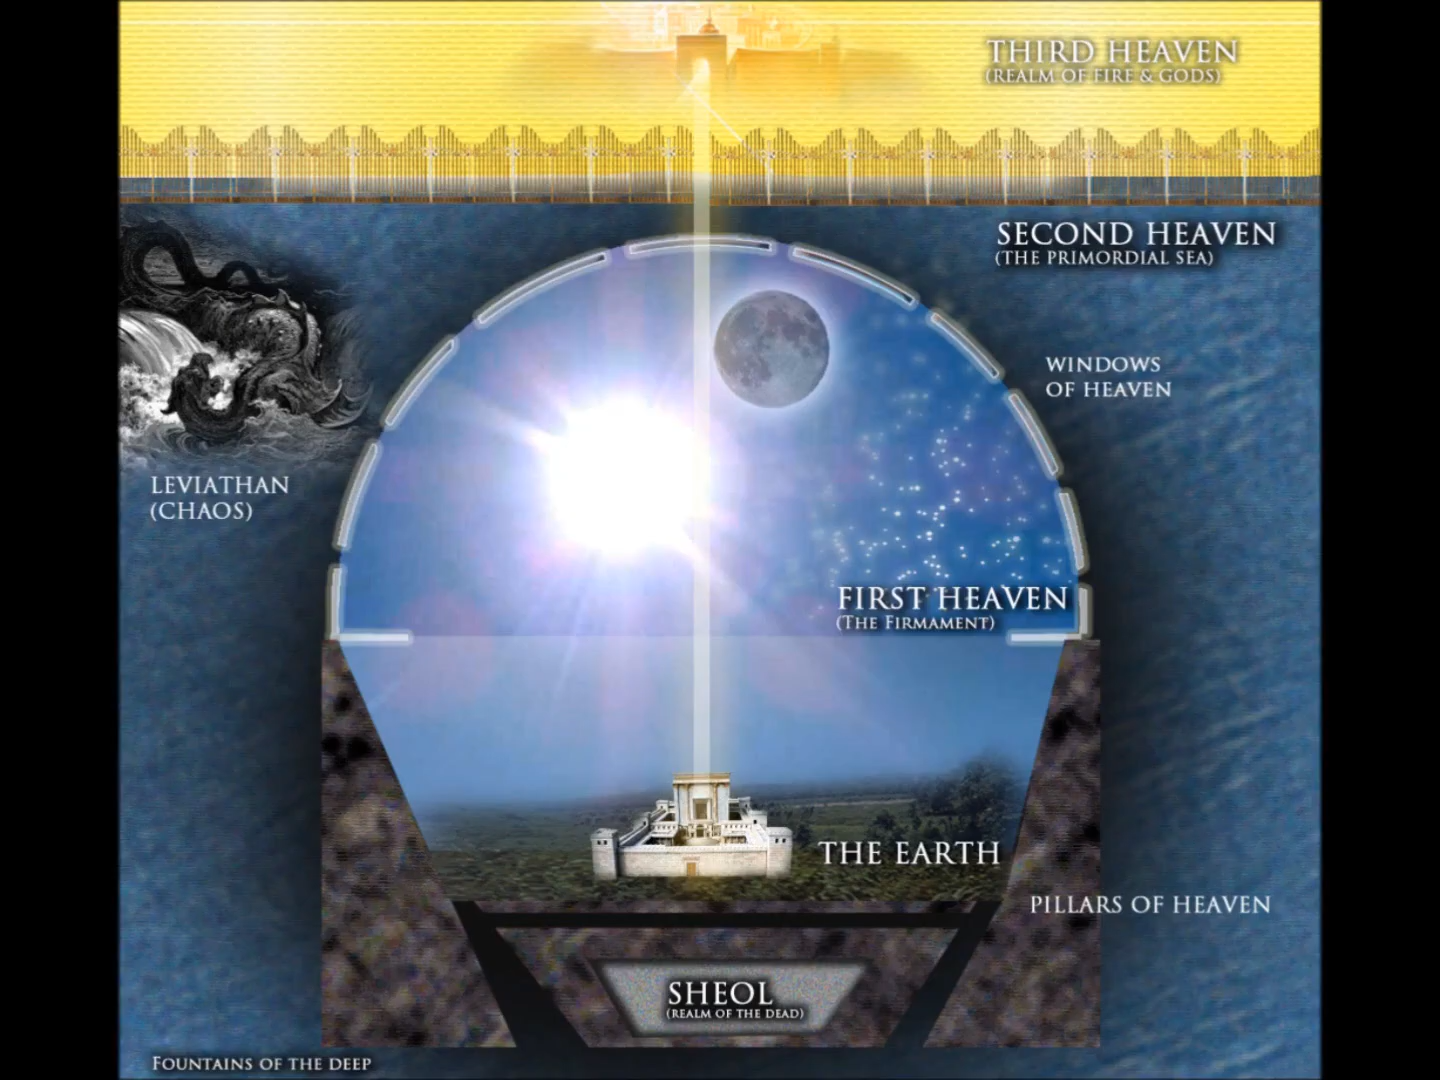 THIRD HEAVEN
(REALM OF FIRE & GODS)
SECOND HEAVEN
(THE PRIMORDIAL SEA)
WINDOWS
OF HEAVEN
LEVIATHAN
(CHAOS)
FIRST HEAVEN
(THE FIRMAMENT)
THE EARTH
PILLARS OF HEAVEN
SHEOL
(REALM OF THE DEAD)
FOUNTAINS OF THE DEEP